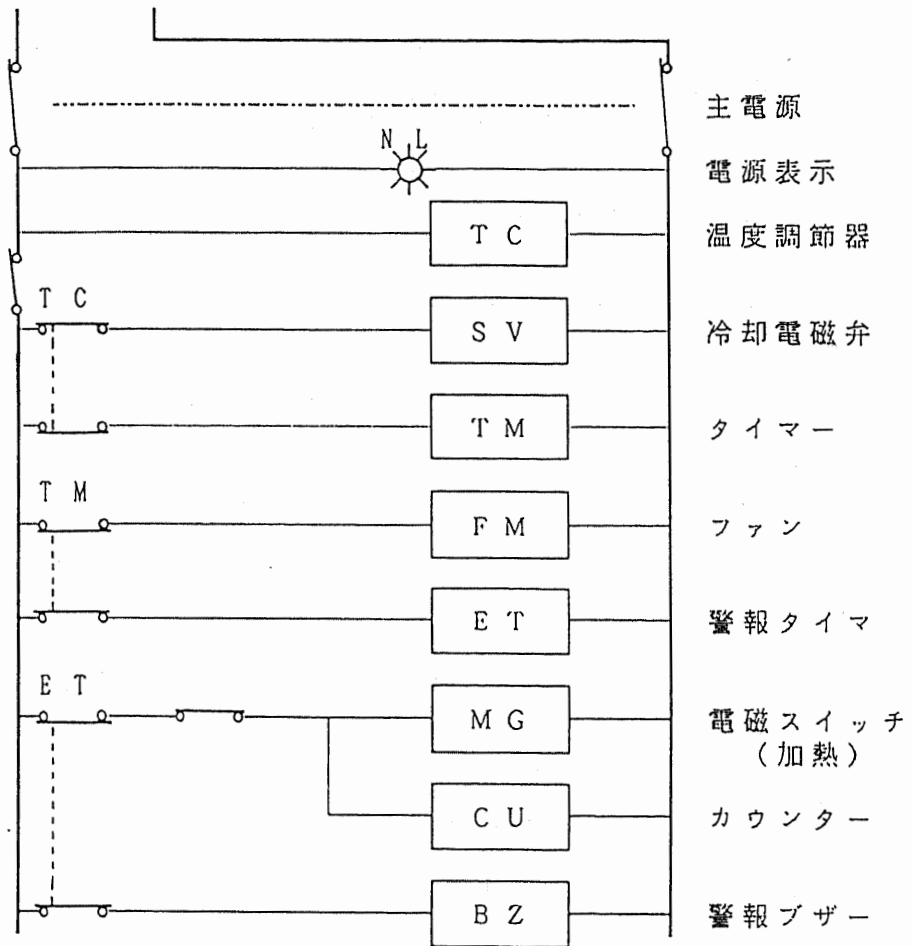 主電源
N L 電源表示
T C 温度調節器
T C
S V 冷却電磁弁
T M タイマー
T M
F M ファン
E T 警報タイマ
E T
M G 電磁スイッチ
（加熱）
C U カウンター
B Z 警報ブザー